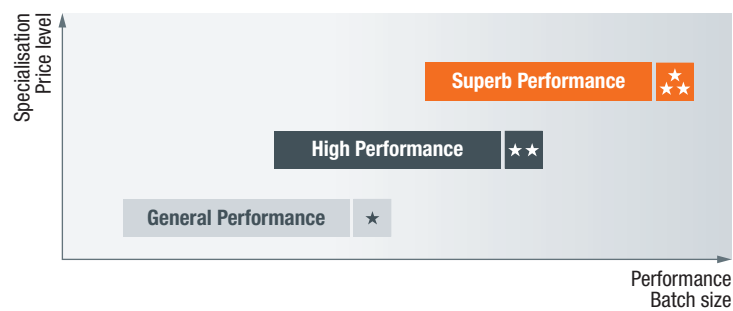 Specialisation
Price level
Superb Performance
High Performance
General Performance
Performance
Batch size